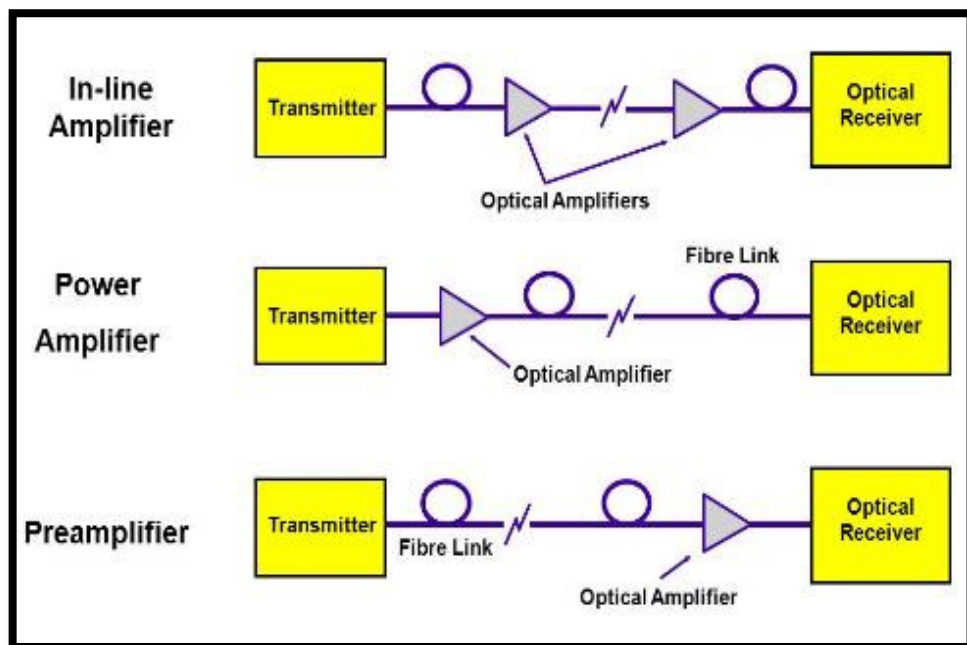 In-line
Amplifier
Transmitter
Optical
Receiver
Optical Amplifiers
Power
Amplifier
Transmitter
Fibre Link
Optical
Receiver
Optical Amplifier
Preamplifier
Transmitter
Fibre Link
Optical
Receiver
Optical Amplifier